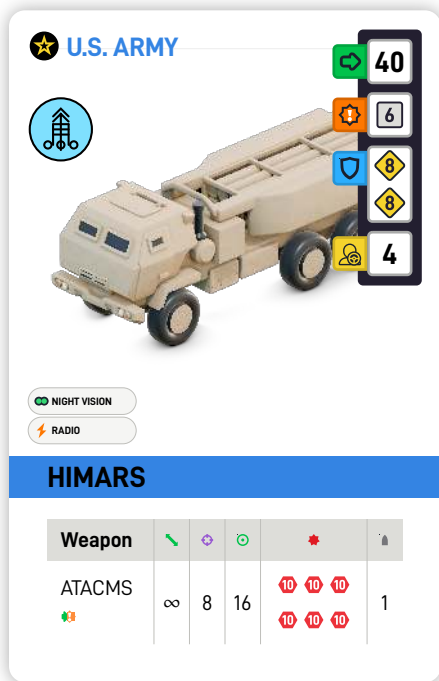 U.S. ARMY
40
6
8
8
4
NIGHT VISION
RADIO
HIMARS
Weapon
ATACMS ∞ 8 16 10 10 10 10 10 10 1